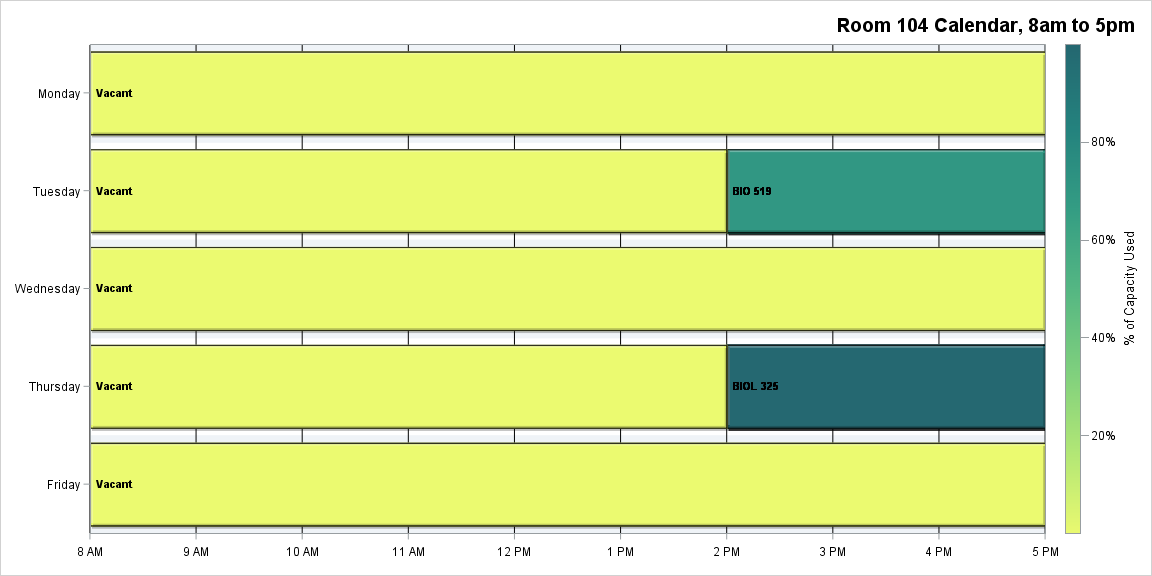 Room 104 Calendar, 8am to 5pm
Monday
Vacant
Tuesday
Vacant
BIO 519
Wednesday
Vacant
Thursday
Vacant
BIOL 325
Friday
Vacant
8 AM 9 AM 10 AM 11 AM 12 PM 1 PM 2 PM 3 PM 4 PM 5 PM
80%
60%
40%
20%
% of Capacity Used